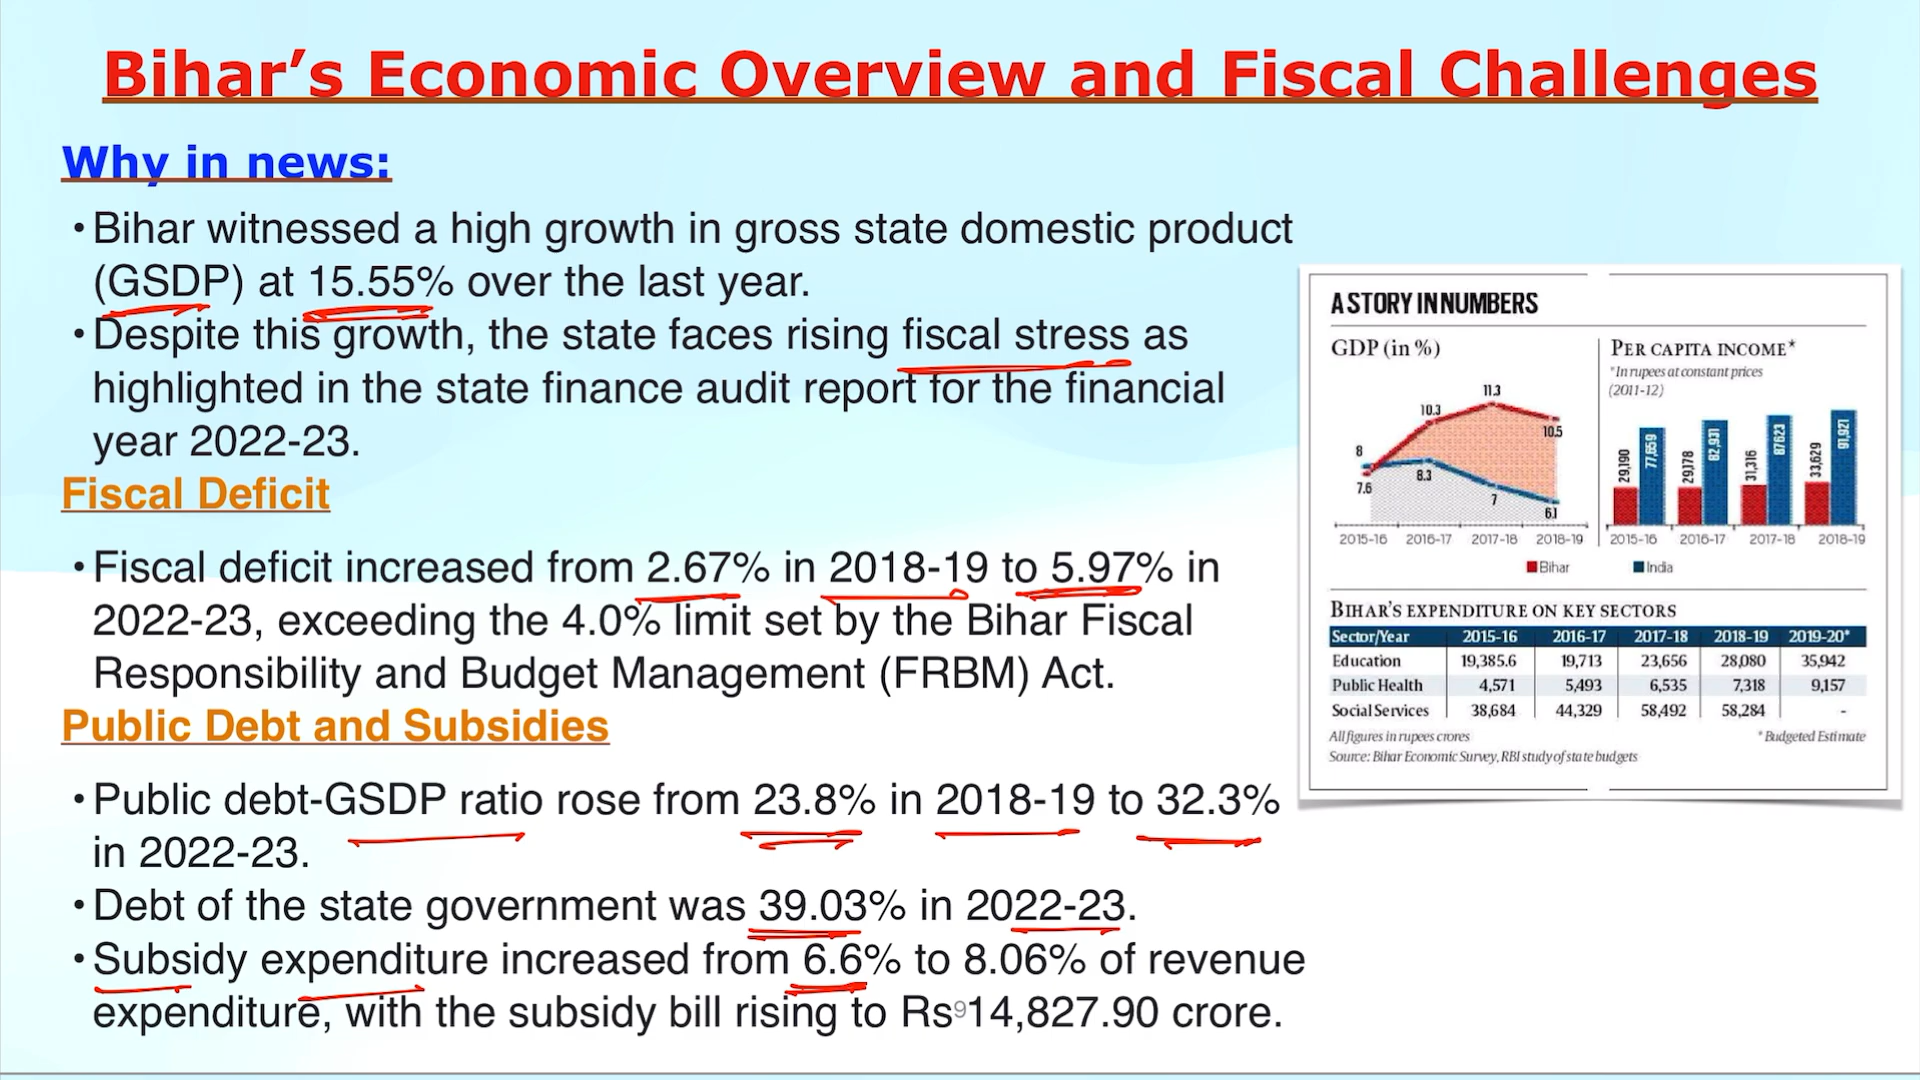 Bihar’s Economic Overview and Fiscal Challenges
Why in news:
• Bihar witnessed a high growth in gross state domestic product
(GSDP) at 15.55% over the last year.
• Despite this growth, the state faces rising fiscal stress as
highlighted in the state finance audit report for the financial
year 2022-23.
Fiscal Deficit
• Fiscal deficit increased from 2.67% in 2018-19 to 5.97% in
2022-23, exceeding the 4.0% limit set by the Bihar Fiscal
Responsibility and Budget Management (FRBM) Act.
Public Debt and Subsidies
• Public debt-GSDP ratio rose from 23.8% in 2018-19 to 32.3%
in 2022-23.
• Debt of the state government was 39.03% in 2022-23.
• Subsidy expenditure increased from 6.6% to 8.06% of revenue
expenditure, with the subsidy bill rising to Rs 14,827.90 crore.
9
A STORY IN NUMBERS
GDP (in %)
11.3
10.3
10.5
8
8.3
7.6
7
6.1
2015-16 2016-17 2017-18 2018-19
PER CAPITA INCOME*
*In rupees at constant prices
(2011-12)
29,190 77,659 29,178 82,931 31,316 87623 33,629 91,921
2015-16 2016-17 2017-18 2018-19
Bihar India
BIHAR'S EXPENDITURE ON KEY SECTORS
Sector/Year 2015-16 2016-17 2017-18 2018-19 2019-20*
Education 19,385.6 19,713 23,656 28,080 35,942
Public Health 4,571 5,493 6,535 7,318 9,157
Social Services 38,684 44,329 58,492 58,284 -
All figures in rupees crores * Budgeted Estimate
Source: Bihar Economic Survey, RBI study of state budgets